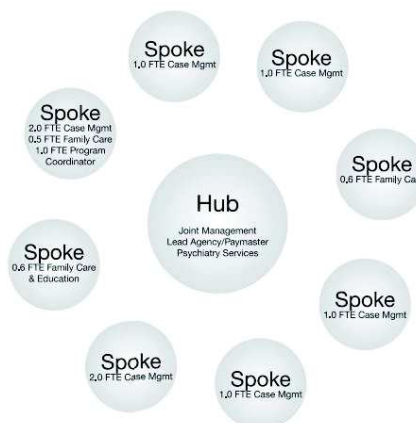 Spoke
1.0 FTE Case Mgmt
Spoke
1.0 FTE Case Mgmt
Spoke
2.0 FTE Case Mgmt
0.5 FTE Family Care
1.0 FTE Program
Coordinator
Spoke
0.6 FTE Family Ca
Hub
Joint Management
Lead Agency/Paymaster
Psychiatry Services
Spoke
0.6 FTE Family Care
& Education
Spoke
1.0 FTE Case Mgmt
Spoke
2.0 FTE Case Mgmt
Spoke
1.0 FTE Case Mgmt